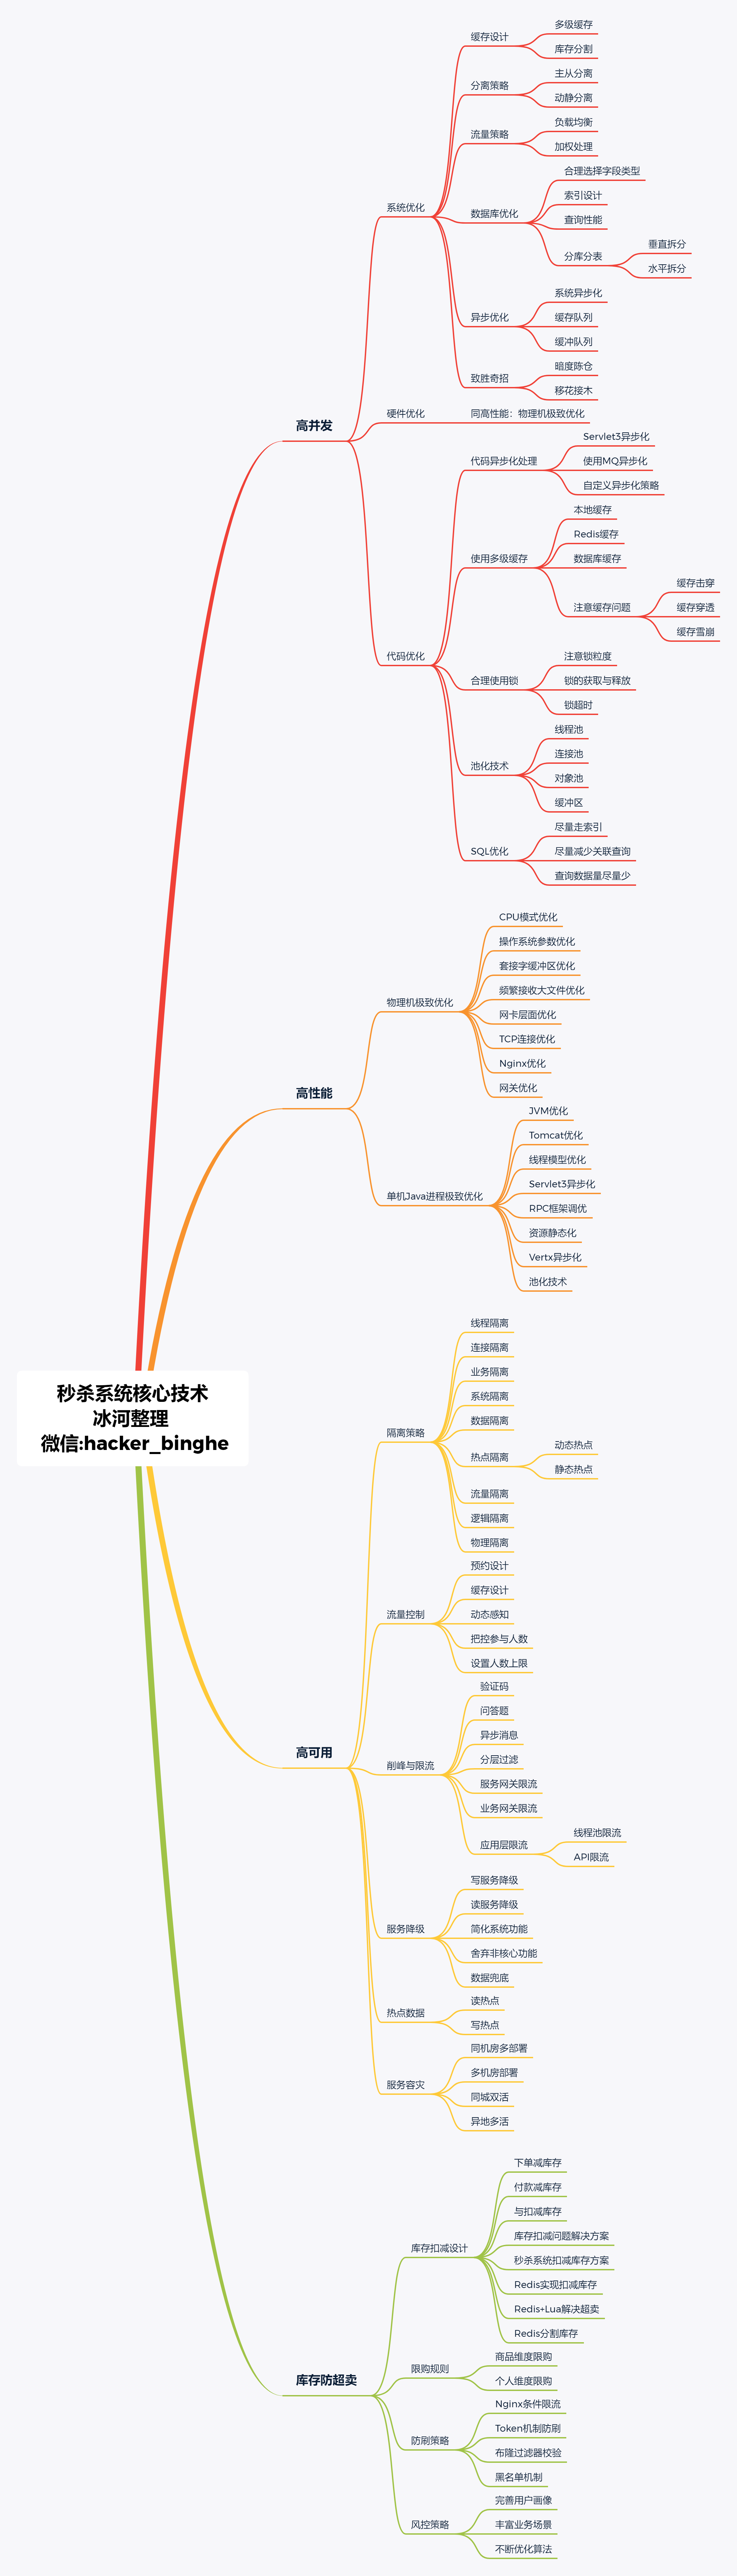 秒杀系统核心技术
冰河整理
微信:hacker_binghe
高并发
系统优化
缓存设计
多级缓存
库存分割
分离策略
主从分离
动静分离
流量策略
负载均衡
加权处理
数据库优化
合理选择字段类型
索引设计
查询性能
分库分表
垂直拆分
水平拆分
异步优化
系统异步化
缓存队列
缓冲队列
致胜奇招
暗度陈仓
移花接木
硬件优化
同高性能：物理机极致优化
代码优化
代码异步化处理
Servlet3异步化
使用MQ异步化
自定义异步化策略
使用多级缓存
本地缓存
Redis缓存
数据库缓存
注意缓存问题
缓存击穿
缓存穿透
缓存雪崩
合理使用锁
注意锁粒度
锁的获取与释放
锁超时
池化技术
线程池
连接池
对象池
缓冲区
SQL优化
尽量走索引
尽量减少关联查询
查询数据量尽量少
高性能
物理机极致优化
CPU模式优化
操作系统参数优化
套接字缓冲区优化
频繁接收大文件优化
网卡层面优化
TCP连接优化
Nginx优化
网关优化
单机Java进程极致优化
JVM优化
Tomcat优化
线程模型优化
Servlet3异步化
RPC框架调优
资源静态化
Vertx异步化
池化技术
高可用
隔离策略
线程隔离
连接隔离
业务隔离
系统隔离
数据隔离
热点隔离
动态热点
静态热点
流量隔离
逻辑隔离
物理隔离
流量控制
预约设计
缓存设计
动态感知
把控参与人数
设置人数上限
削峰与限流
验证码
问答题
异步消息
分层过滤
服务网关限流
业务网关限流
应用层限流
线程池限流
API限流
服务降级
写服务降级
读服务降级
简化系统功能
舍弃非核心功能
数据兜底
热点数据
读热点
写热点
服务容灾
同机房多部署
多机房部署
同城双活
异地多活
库存防超卖
库存扣减设计
下单减库存
付款减库存
与扣减库存
库存扣减问题解决方案
秒杀系统扣减库存方案
Redis实现扣减库存
Redis+Lua解决超卖
Redis分割库存
限购规则
商品维度限购
个人维度限购
防刷策略
Nginx条件限流
Token机制防刷
布隆过滤器校验
黑名单机制
风控策略
完善用户画像
丰富业务场景
不断优化算法